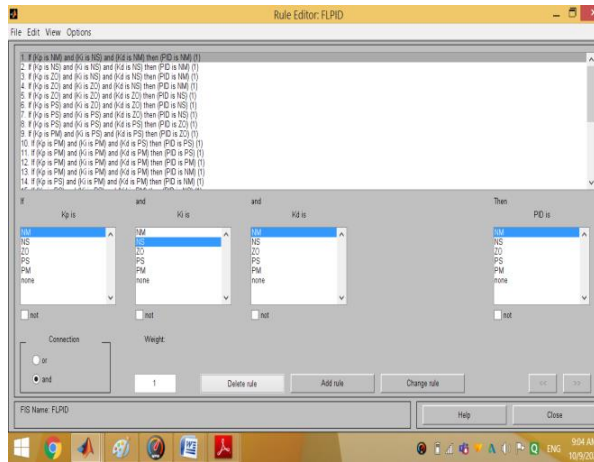 Rule Editor: FLPID
File Edit View Options
1. If (Kp is NM) and (Ki is NS) and (Kd is NM) then (PID is NM) (1)
2. If (Kp is NS) and (Ki is NS) and (Kd is NS) then (PID is NM) (1)
3. If (Kp is ZO) and (Ki is NS) and (Kd is NS) then (PID is NM) (1)
4. If (Kp is ZO) and (Ki is ZO) and (Kd is NS) then (PID is NM) (1)
5. If (Kp is ZO) and (Ki is ZO) and (Kd is ZO) then (PID is NS) (1)
6. If (Kp is PS) and (Ki is ZO) and (Kd is ZO) then (PID is NS) (1)
7. If (Kp is PS) and (Ki is PS) and (Kd is ZO) then (PID is NS) (1)
8. If (Kp is PS) and (Ki is PS) and (Kd is PS) then (PID is ZO) (1)
9. If (Kp is PM) and (Ki is PS) and (Kd is PS) then (PID is ZO) (1)
10. If (Kp is PM) and (Ki is PM) and (Kd is PS) then (PID is PS) (1)
11. If (Kp is PM) and (Ki is PM) and (Kd is PM) then (PID is PS) (1)
12. If (Kp is PM) and (Ki is PM) and (Kd is PM) then (PID is PM) (1)
13. If (Kp is PM) and (Ki is PM) and (Kd is PM) then (PID is NM) (1)
14. If (Kp is PS) and (Ki is PM) and (Kd is PM) then (PID is NM) (1)
If and and Then
Kp is Ki is Kd is PID is
NM NM NM NM
NS NS NS NS
ZO ZO ZO ZO
PS PS PS PS
PM PM PM PM
none none none none
not not not not
Connection Weight:
or
and 1 Delete rule Add rule Change rule << >>
FIS Name: FLPID Help Close
ENG 9:04 AM
10/9/20